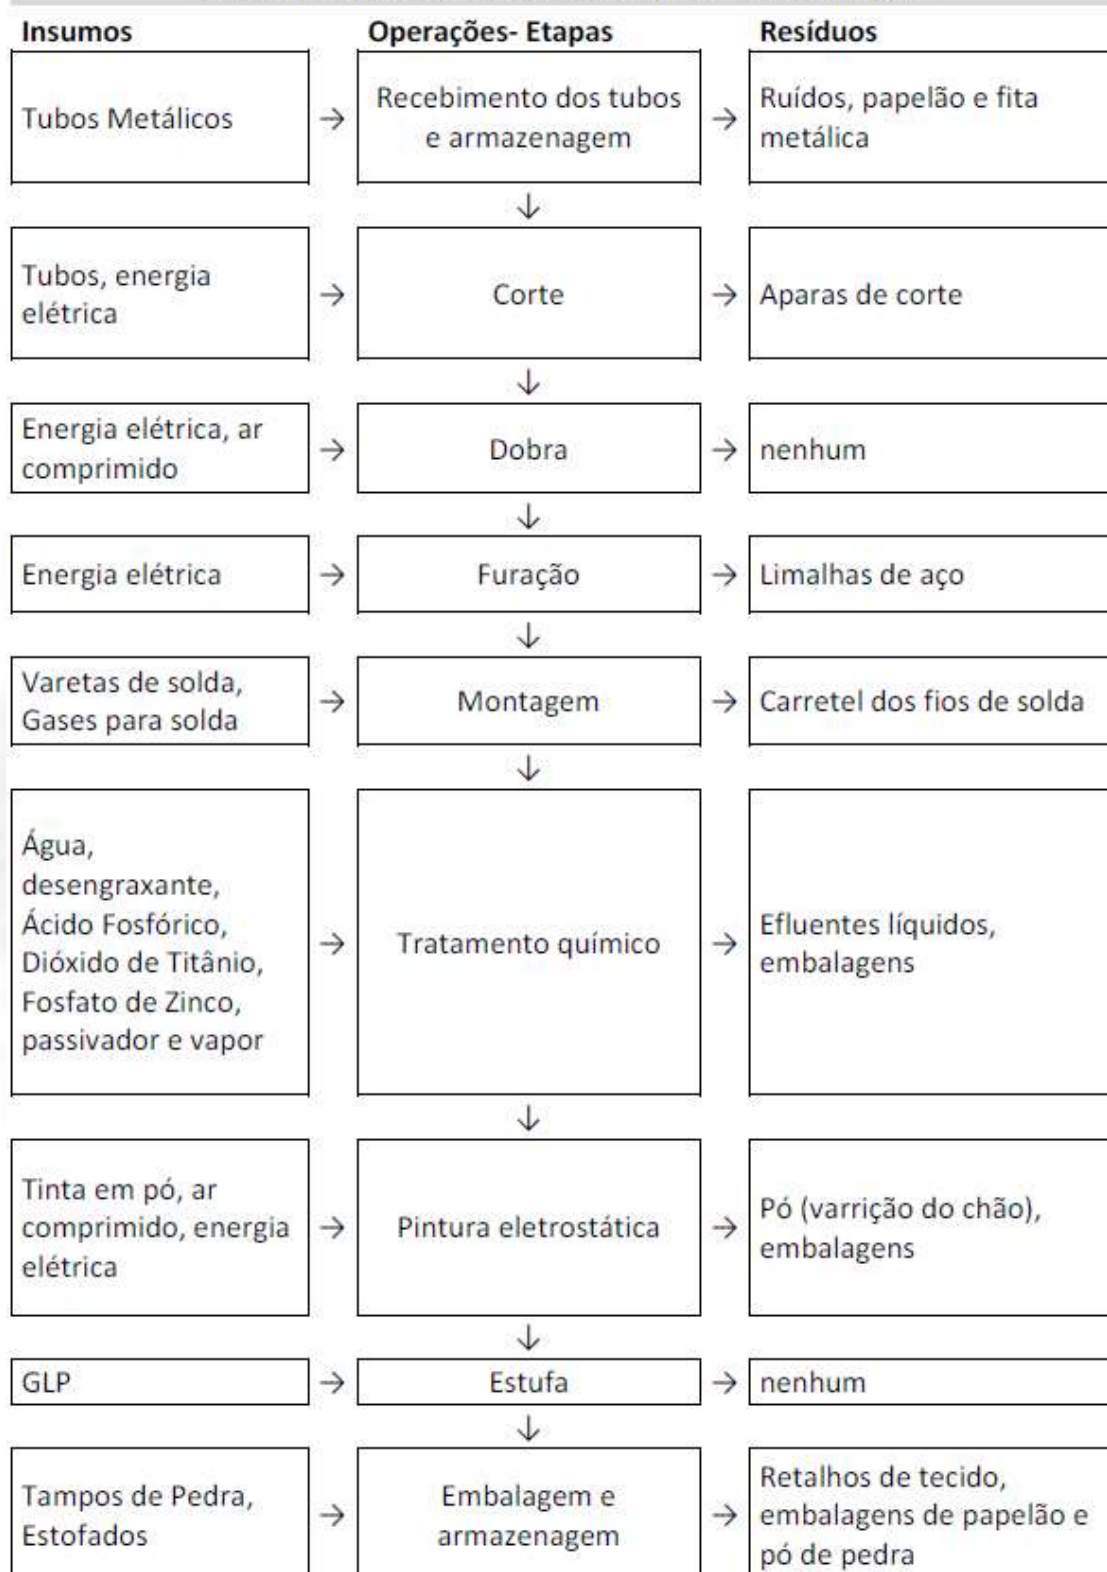 Insumos
Operações- Etapas
Resíduos
Tubos Metálicos
→
Recebimento dos tubos
e armazenagem
→
Ruídos, papelão e fita
metálica
↓
Tubos, energia
elétrica
→
Corte
→
Aparas de corte
↓
Energia elétrica, ar
comprimido
→
Dobra
→
nenhum
↓
Energia elétrica
→
Furação
→
Limalhas de aço
↓
Varetas de solda,
Gases para solda
→
Montagem
→
Carretel dos fios de solda
↓
Água,
desengraxante,
Ácido Fosfórico,
Dióxido de Titânio,
Fosfato de Zinco,
passivador e vapor
→
Tratamento químico
→
Efluentes líquidos,
embalagens
↓
Tinta em pó, ar
comprimido, energia
elétrica
→
Pintura eletrostática
→
Pó (varrição do chão),
embalagens
↓
GLP
→
Estufa
→
nenhum
↓
Tampos de Pedra,
Estofados
→
Embalagem e
armazenagem
→
Retalhos de tecido,
embalagens de papelão e
pó de pedra